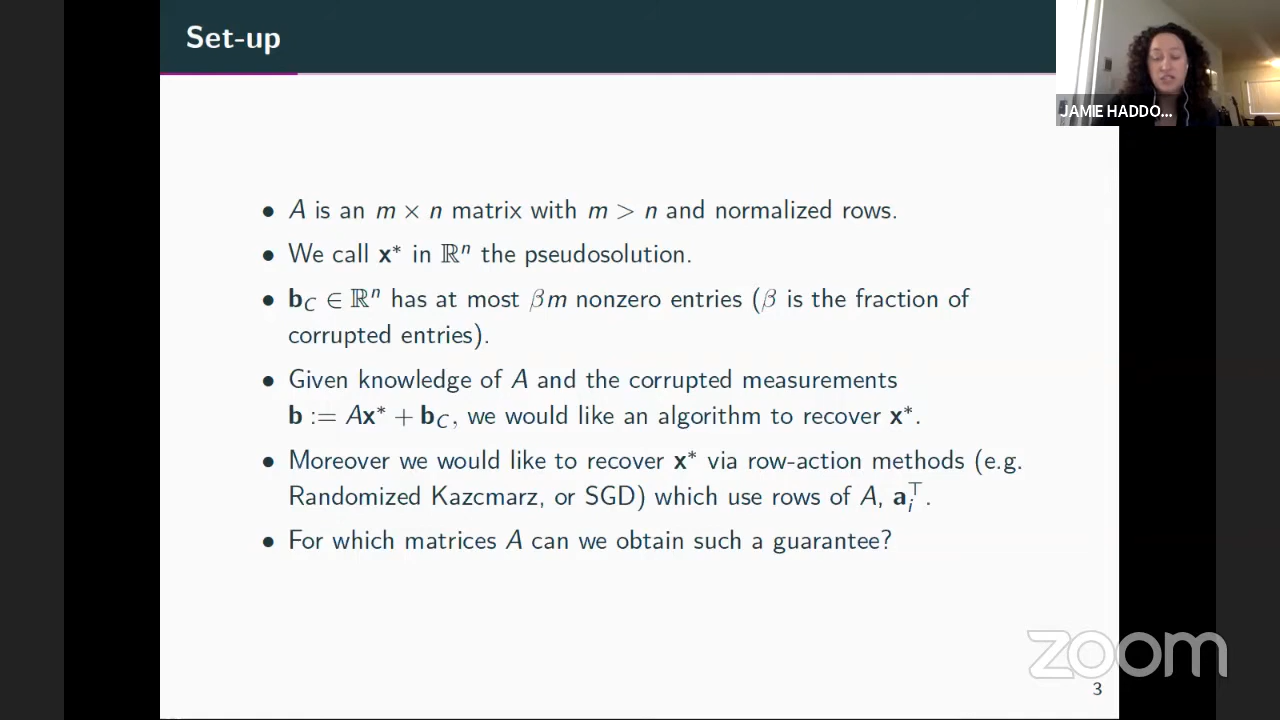 Set-up
JAMIE HADDO...
• A is an m × n matrix with m > n and normalized rows.
• We call x* in ℝⁿ the pseudosolution.
• b_C ∈ ℝⁿ has at most βm nonzero entries (β is the fraction of
corrupted entries).
• Given knowledge of A and the corrupted measurements
b := Ax* + b_C, we would like an algorithm to recover x*.
• Moreover we would like to recover x* via row-action methods (e.g.
Randomized Kazcmarz, or SGD) which use rows of A, a_i^⊤.
• For which matrices A can we obtain such a guarantee?
zoom
3